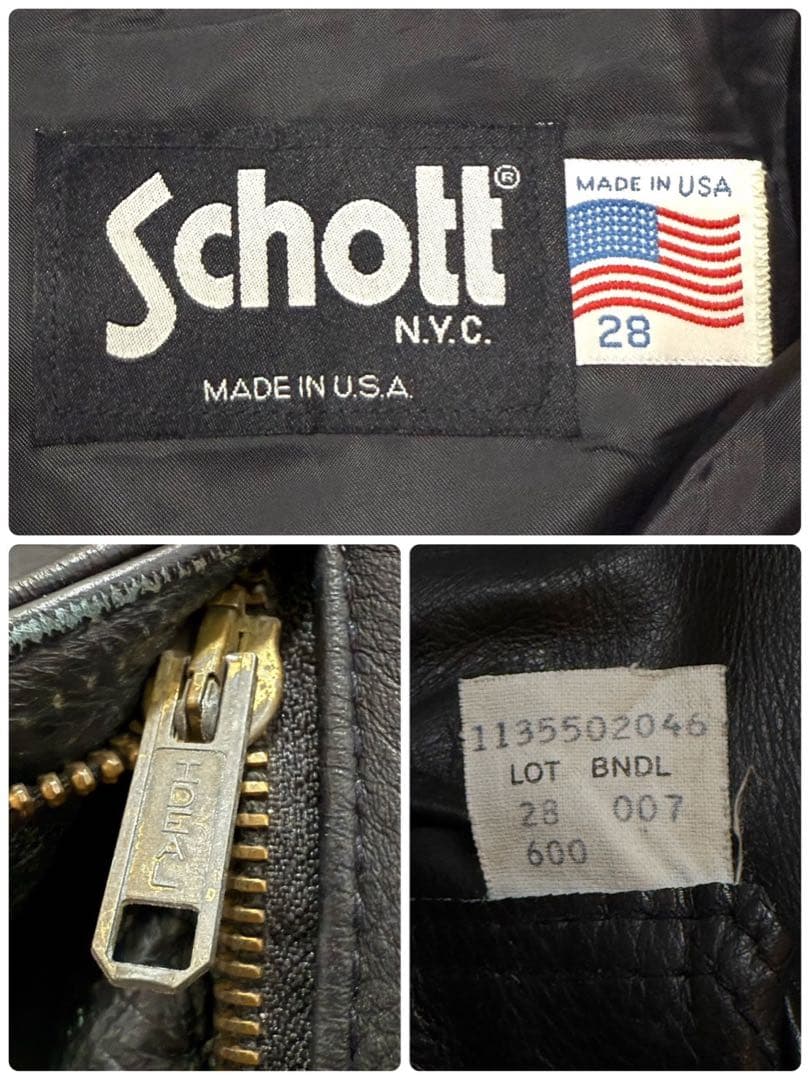 Schott®
N.Y.C.
MADE IN U.S.A.
MADE IN USA
28
IDEAL
1135502046
LOT BNDL
28 007
600